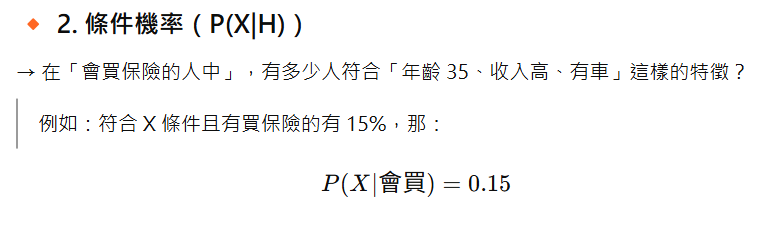 2. 條件機率（P(X|H)）
→ 在「會買保險的人中」，有多少人符合「年齡 35、收入高、有車」這樣的特徵？
例如：符合 X 條件且有買保險的有 15%，那：
P(X|會買) = 0.15